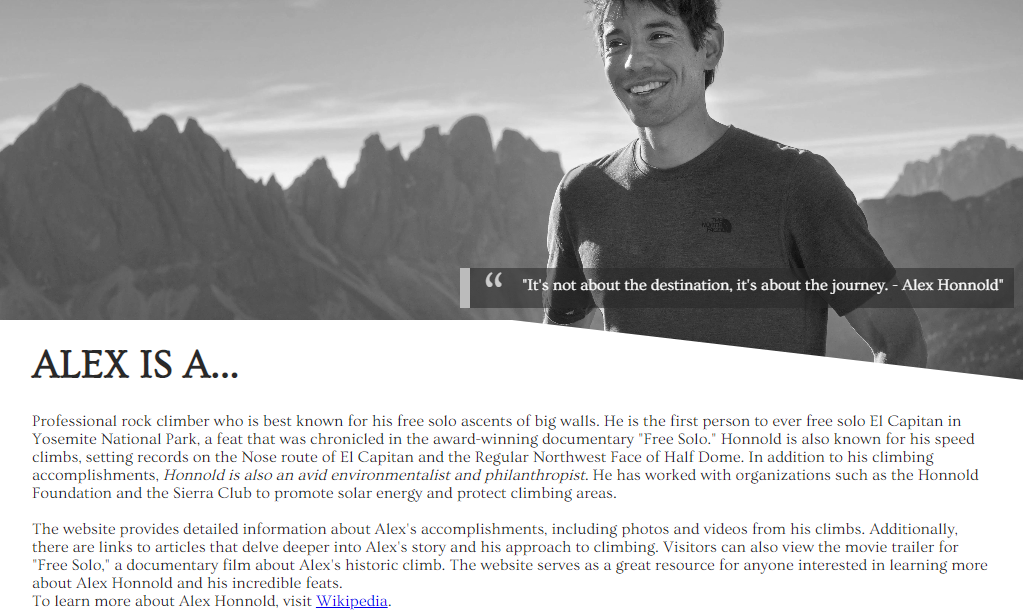 THE
NORTH
FACE
“
"It's not about the destination, it's about the journey. - Alex Honnold"
ALEX IS A...
Professional rock climber who is best known for his free solo ascents of big walls. He is the first person to ever free solo El Capitan in
Yosemite National Park, a feat that was chronicled in the award-winning documentary "Free Solo." Honnold is also known for his speed
climbs, setting records on the Nose route of El Capitan and the Regular Northwest Face of Half Dome. In addition to his climbing
accomplishments, Honnold is also an avid environmentalist and philanthropist. He has worked with organizations such as the Honnold
Foundation and the Sierra Club to promote solar energy and protect climbing areas.
The website provides detailed information about Alex's accomplishments, including photos and videos from his climbs. Additionally,
there are links to articles that delve deeper into Alex's story and his approach to climbing. Visitors can also view the movie trailer for
"Free Solo," a documentary film about Alex's historic climb. The website serves as a great resource for anyone interested in learning more
about Alex Honnold and his incredible feats.
To learn more about Alex Honnold, visit Wikipedia.